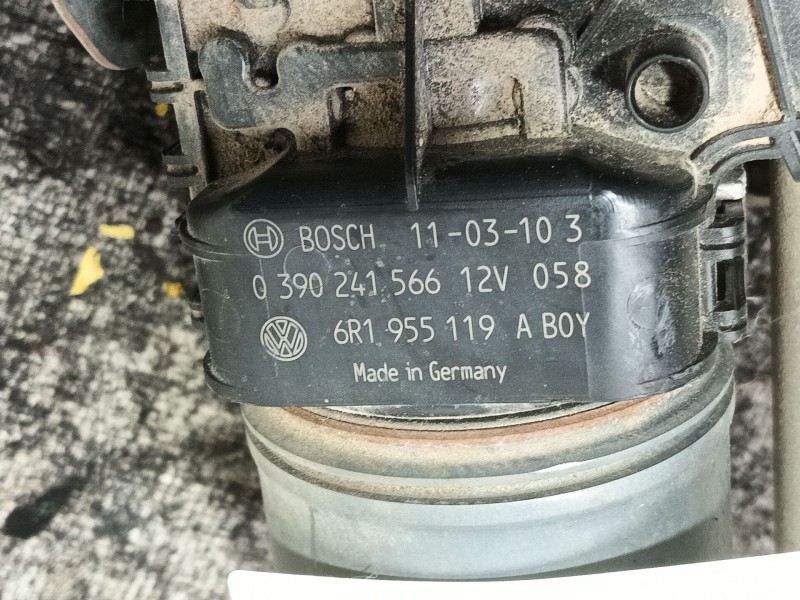 BOSCH 11-03-10 3
0 390 241 566 12V 058
6R1 955 119 A BOY
Made in Germany